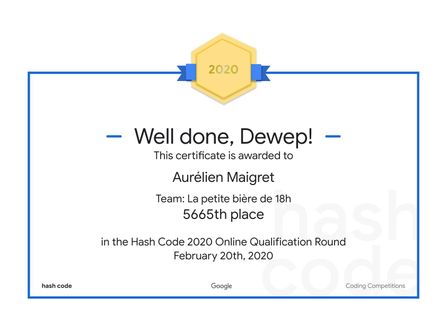 2020
Well done, Dewep!
This certificate is awarded to
Aurélien Maigret
Team: La petite bière de 18h
5665th place
in the Hash Code 2020 Online Qualification Round
February 20th, 2020
hash
code
hash code
Google
Coding Competitions